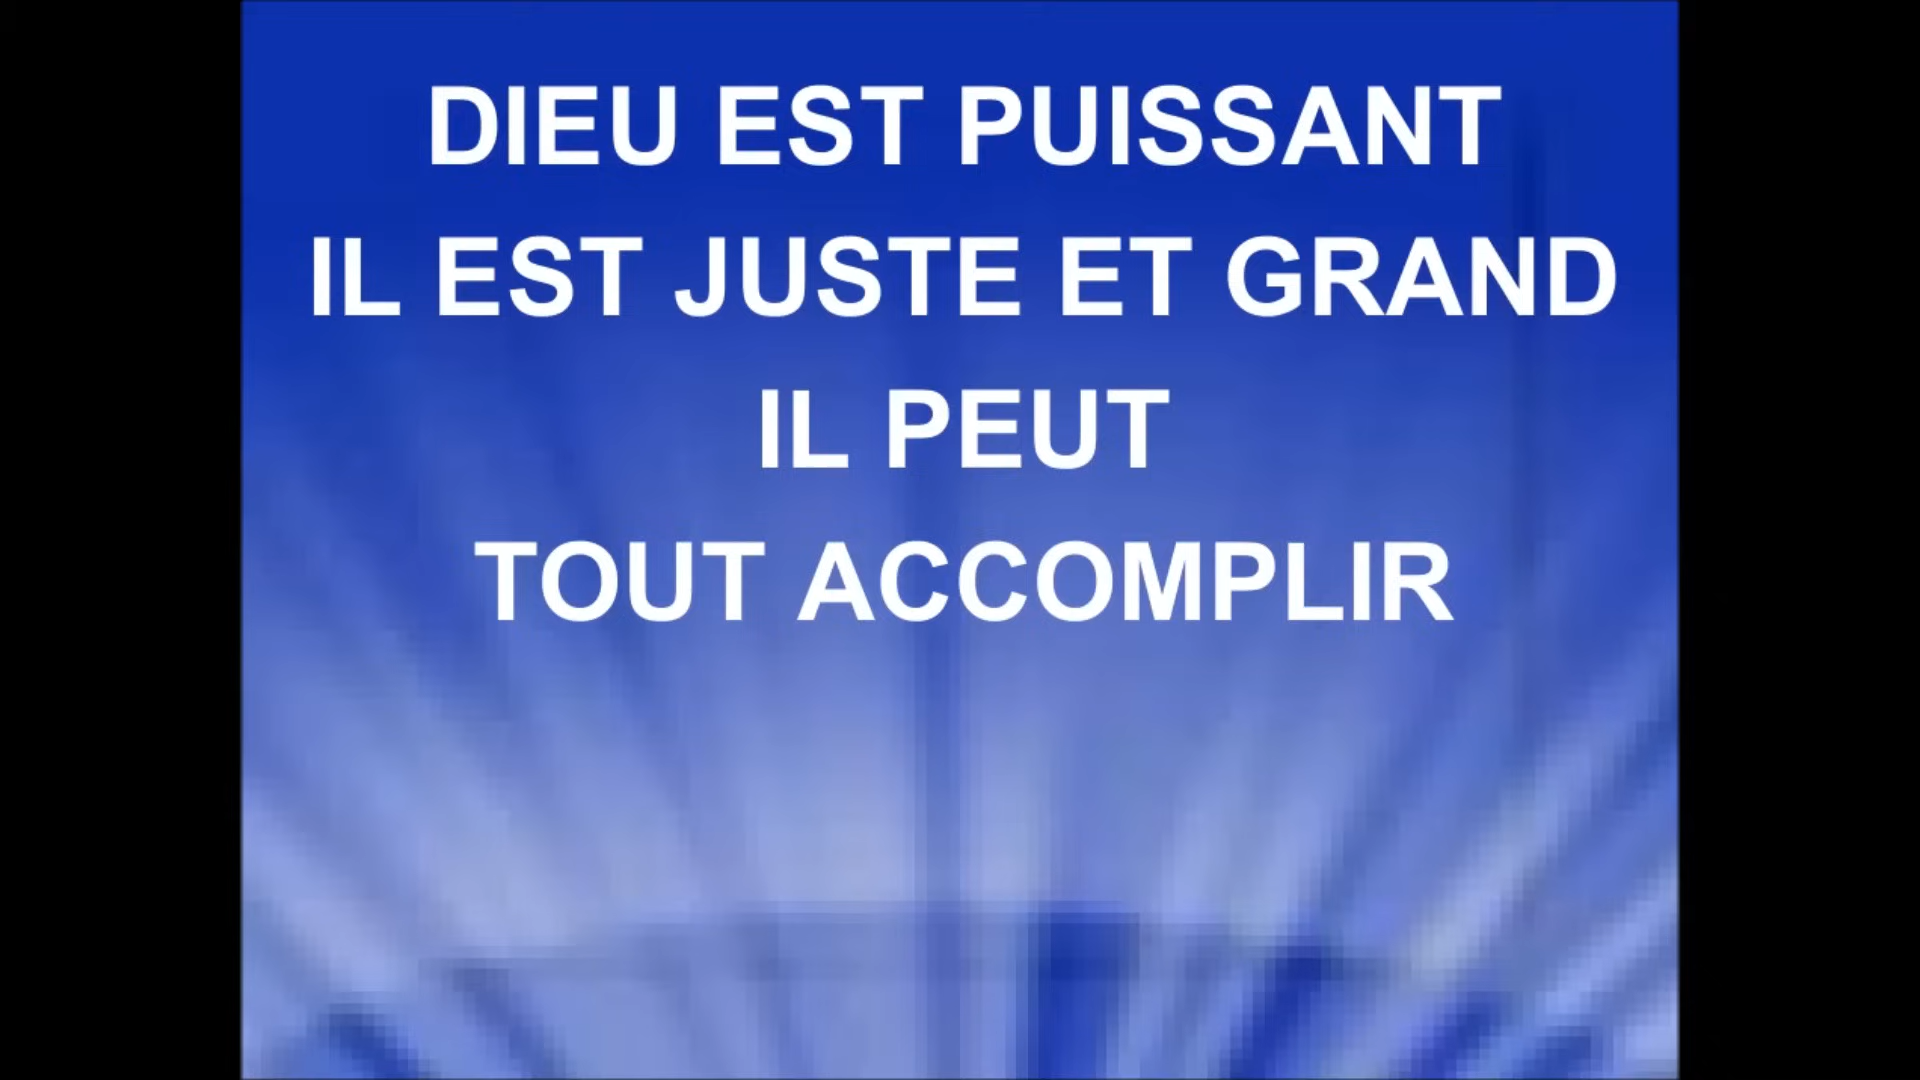 DIEU EST PUISSANT
IL EST JUSTE ET GRAND
IL PEUT
TOUT ACCOMPLIR